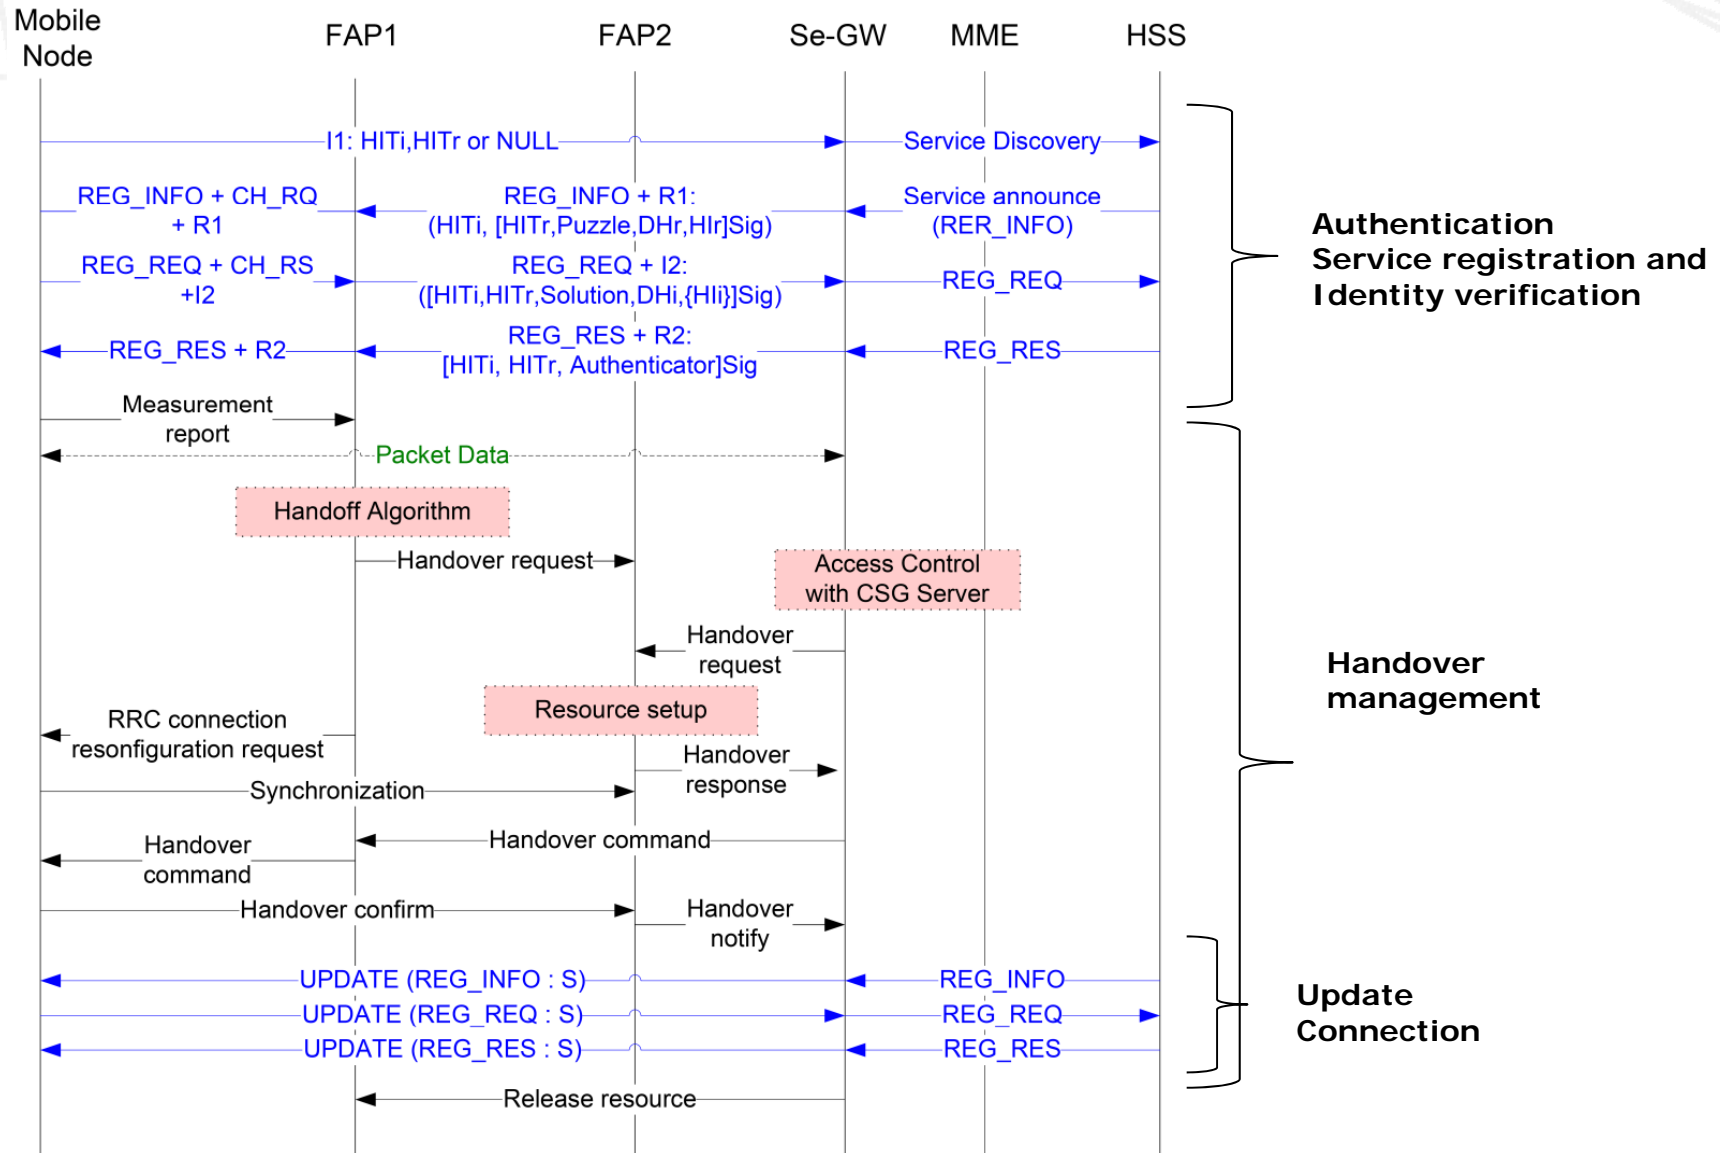 Mobile
Node
FAP1
FAP2
Se-GW
MME
HSS
I1: HITi,HITr or NULL
Service Discovery
REG_INFO + CH_RQ
+ R1
REG_INFO + R1:
(HITi, [HITr,Puzzle,DHr,HIr]Sig)
Service announce
(RER_INFO)
REG_REQ + CH_RS
+I2
REG_REQ + I2:
([HITi,HITr,Solution,DHi,{HIi}]Sig)
REG_REQ
REG_RES + R2
REG_RES + R2:
[HITi, HITr, Authenticator]Sig
REG_RES
Authentication
Service registration and
Identity verification
Measurement
report
Packet Data
Handoff Algorithm
Handover request
Access Control
with CSG Server
Handover
request
Resource setup
RRC connection
resonfiguration request
Handover
response
Synchronization
Handover command
Handover
command
Handover confirm
Handover
notify
Handover
management
UPDATE (REG_INFO : S)
REG_INFO
UPDATE (REG_REQ : S)
REG_REQ
UPDATE (REG_RES : S)
REG_RES
Update
Connection
Release resource